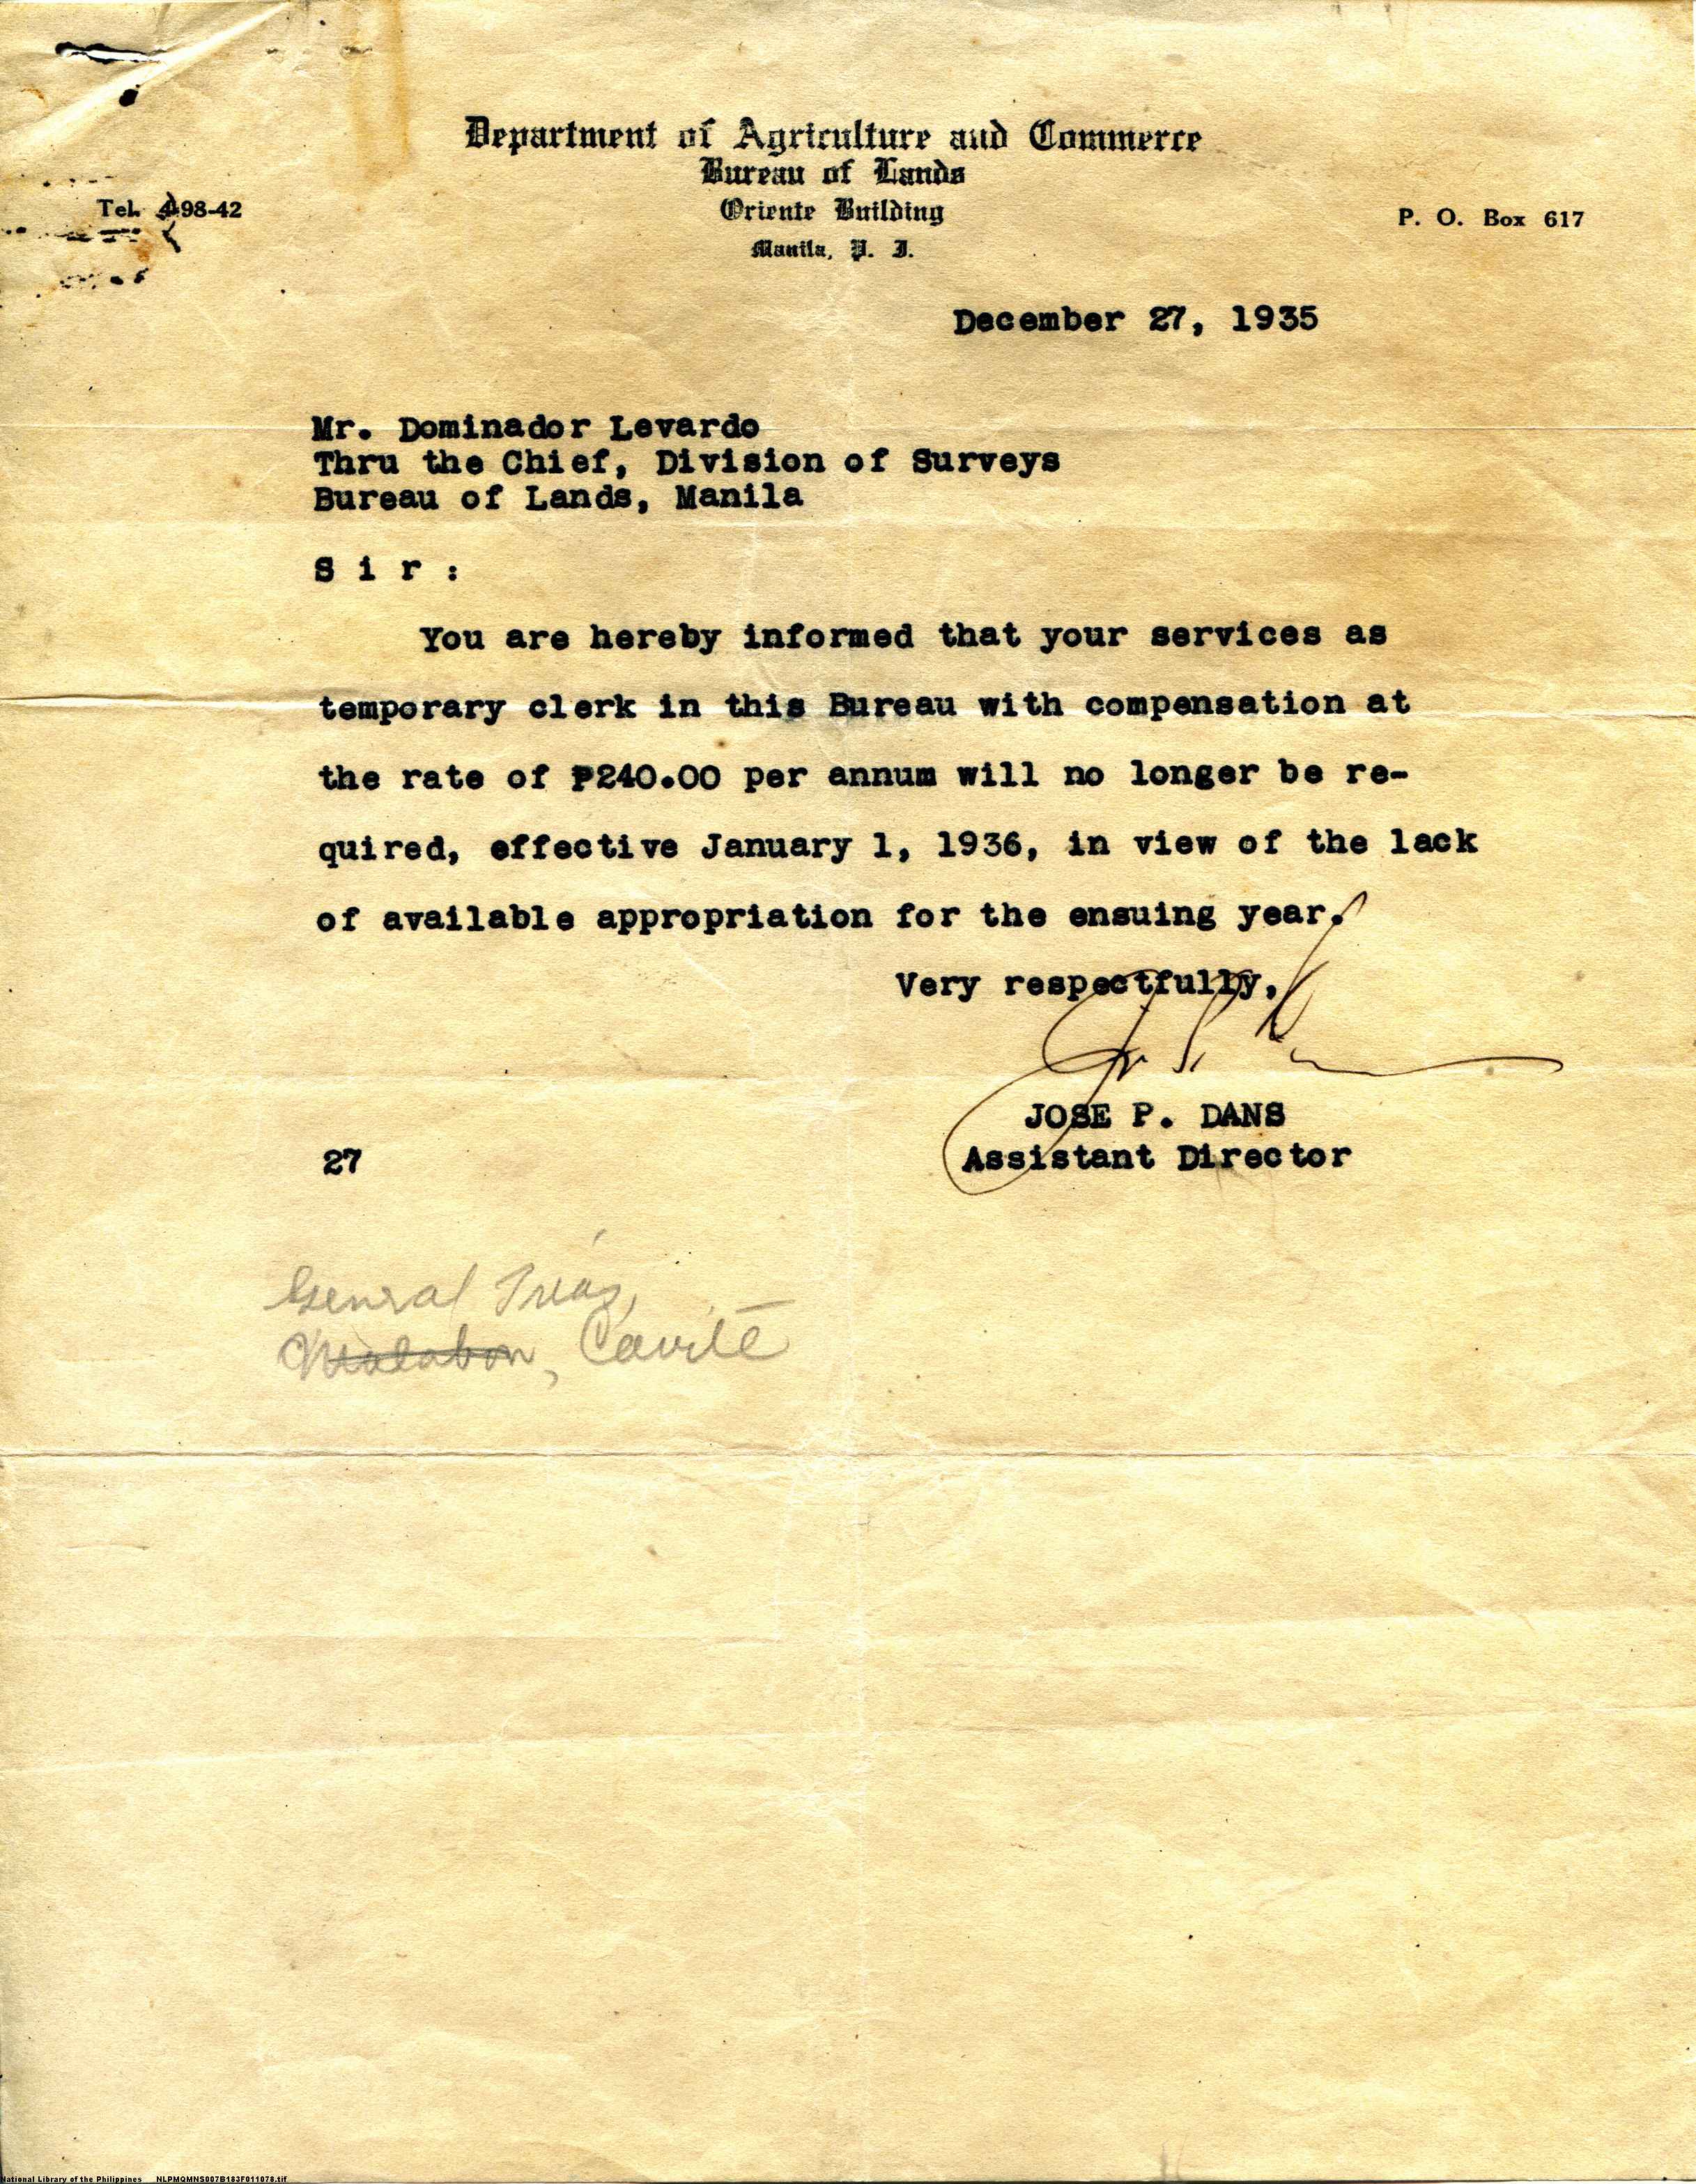 Department of Agriculture and Commerce
Bureau of Lands
Oriente Building
Manila, P. I.
Tel. 98-42
P. O. Box 617
December 27, 1935
Mr. Dominador Levardo
Thru the Chief, Division of Surveys
Bureau of Lands, Manila
S i r :
You are hereby informed that your services as
temporary clerk in this Bureau with compensation at
the rate of ₱240.00 per annum will no longer be re-
quired, effective January 1, 1936, in view of the lack
of available appropriation for the ensuing year.
Very respectfully,
JOSE P. DANS
Assistant Director
27
General Trias,
Malabon, Cavite
National Library of the Philippines NLPMQMNS007B183F011078.tif